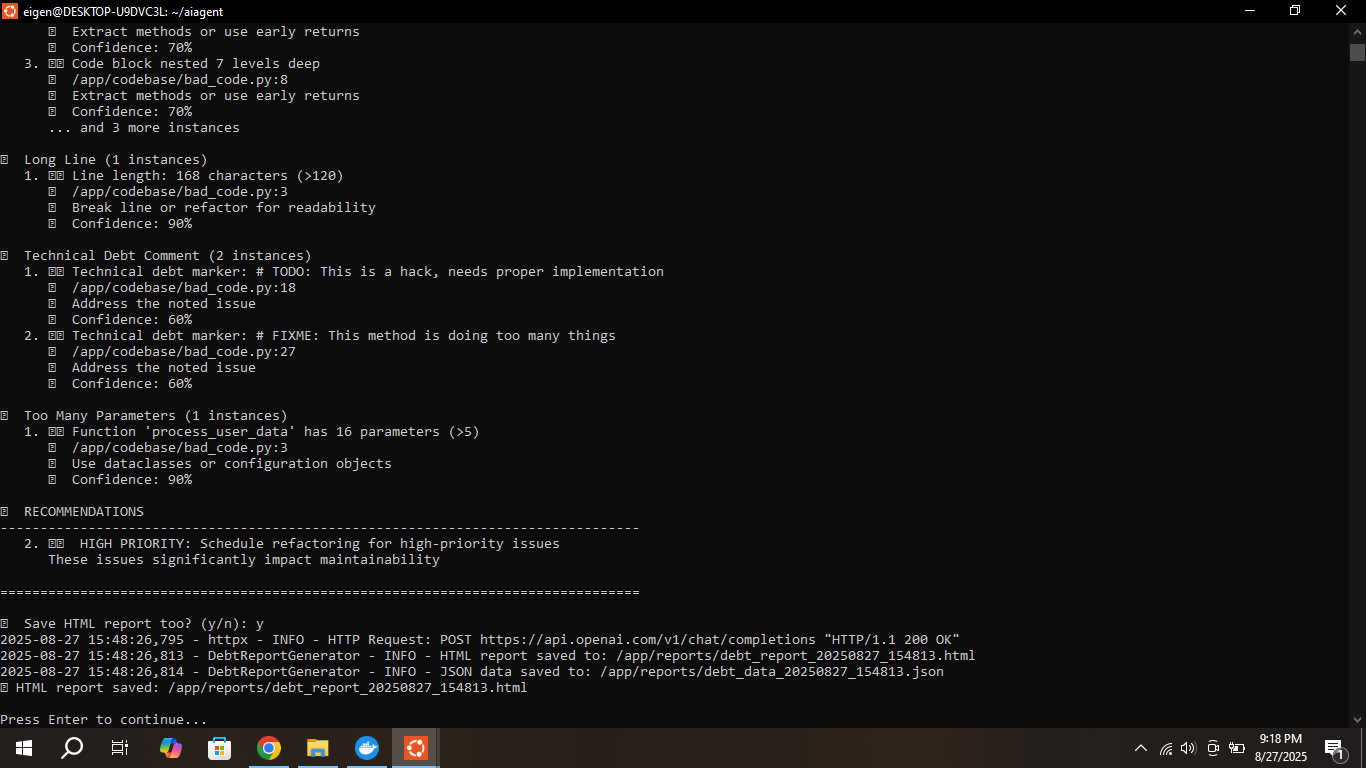 eigen@DESKTOP-U9DVC3L: ~/aiagent
Extract methods or use early returns
Confidence: 70%
3. Code block nested 7 levels deep
/app/codebase/bad_code.py:8
Extract methods or use early returns
Confidence: 70%
... and 3 more instances
Long Line (1 instances)
1. Line length: 168 characters (>120)
/app/codebase/bad_code.py:3
Break line or refactor for readability
Confidence: 90%
Technical Debt Comment (2 instances)
1. Technical debt marker: # TODO: This is a hack, needs proper implementation
/app/codebase/bad_code.py:18
Address the noted issue
Confidence: 60%
2. Technical debt marker: # FIXME: This method is doing too many things
/app/codebase/bad_code.py:27
Address the noted issue
Confidence: 60%
Too Many Parameters (1 instances)
1. Function 'process_user_data' has 16 parameters (>5)
/app/codebase/bad_code.py:3
Use dataclasses or configuration objects
Confidence: 90%
RECOMMENDATIONS
--------------------------------------------------------------------------------
2. HIGH PRIORITY: Schedule refactoring for high-priority issues
These issues significantly impact maintainability
================================================================================
Save HTML report too? (y/n): y
2025-08-27 15:48:26,795 - httpx - INFO - HTTP Request: POST https://api.openai.com/v1/chat/completions "HTTP/1.1 200 OK"
2025-08-27 15:48:26,813 - DebtReportGenerator - INFO - HTML report saved to: /app/reports/debt_report_20250827_154813.html
2025-08-27 15:48:26,814 - DebtReportGenerator - INFO - JSON data saved to: /app/reports/debt_data_20250827_154813.json
HTML report saved: /app/reports/debt_report_20250827_154813.html
Press Enter to continue...
9:18 PM
8/27/2025
1